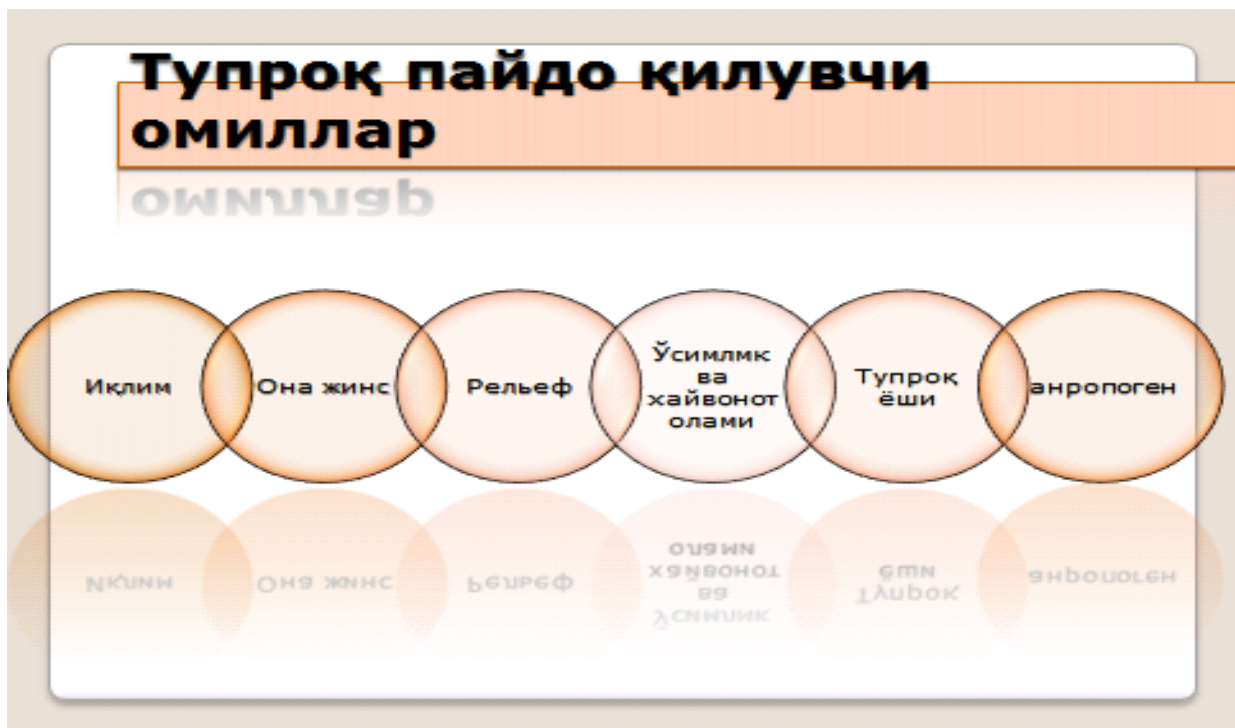 Тупроқ пайдо қилувчи
омиллар
Иқлим
Она жинс
Рельеф
Ўсимлмк
ва
хайвонот
олами
Тупроқ
ёши
анропоген